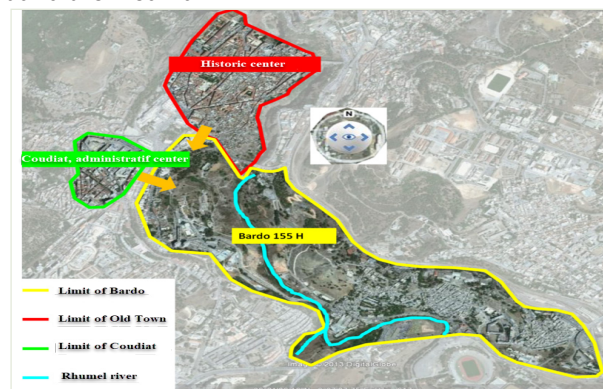 Historic center
N
Coudiat, administratif center
Bardo 155 H
Limit of Bardo
Limit of Old Town
Limit of Coudiat
Rhumel river